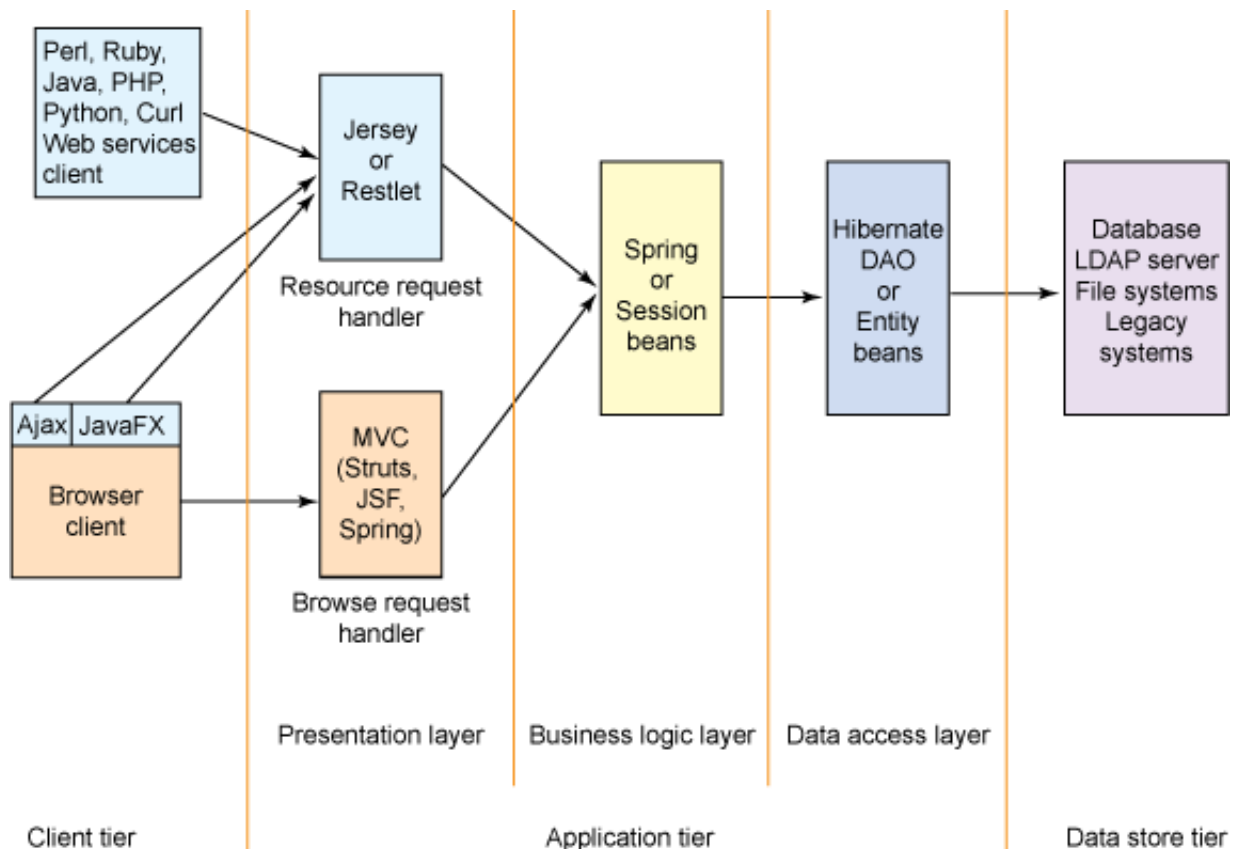 Perl, Ruby,
Java, PHP,
Python, Curl
Web services
client
Jersey
or
Restlet
Resource request
handler
Spring
or
Session
beans
Hibernate
DAO
or
Entity
beans
Database
LDAP server
File systems
Legacy
systems
Ajax
JavaFX
Browser
client
MVC
(Struts,
JSF,
Spring)
Browse request
handler
Presentation layer
Business logic layer
Data access layer
Client tier
Application tier
Data store tier